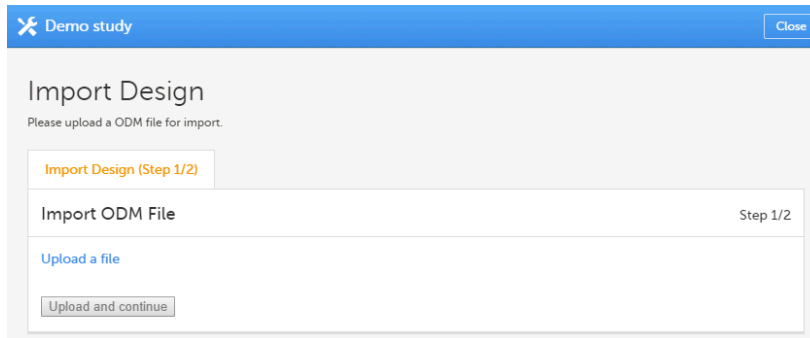 Demo study
Close
Import Design
Please upload a ODM file for import.
Import Design (Step 1/2)
Import ODM File
Step 1/2
Upload a file
Upload and continue